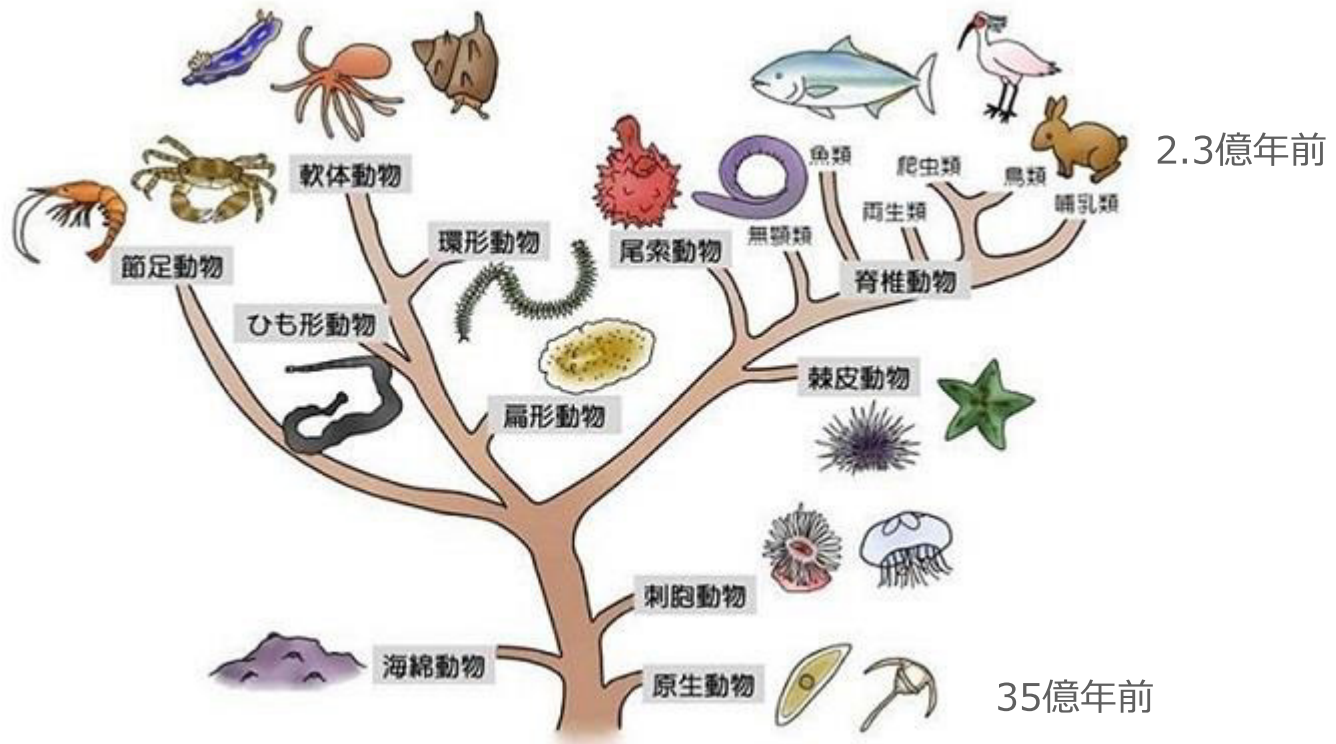 軟体動物
魚類
爬虫類
鳥類
2.3億年前
両生類
哺乳類
環形動物
尾索動物
無顎類
節足動物
脊椎動物
ひも形動物
棘皮動物
扁形動物
刺胞動物
海綿動物
原生動物
35億年前